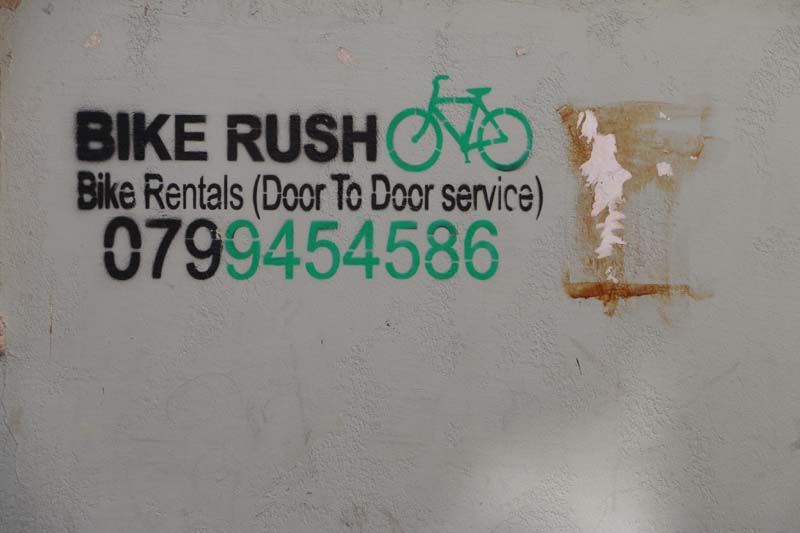 BIKE RUSH
Bike Rentals (Door To Door service)
0799454586